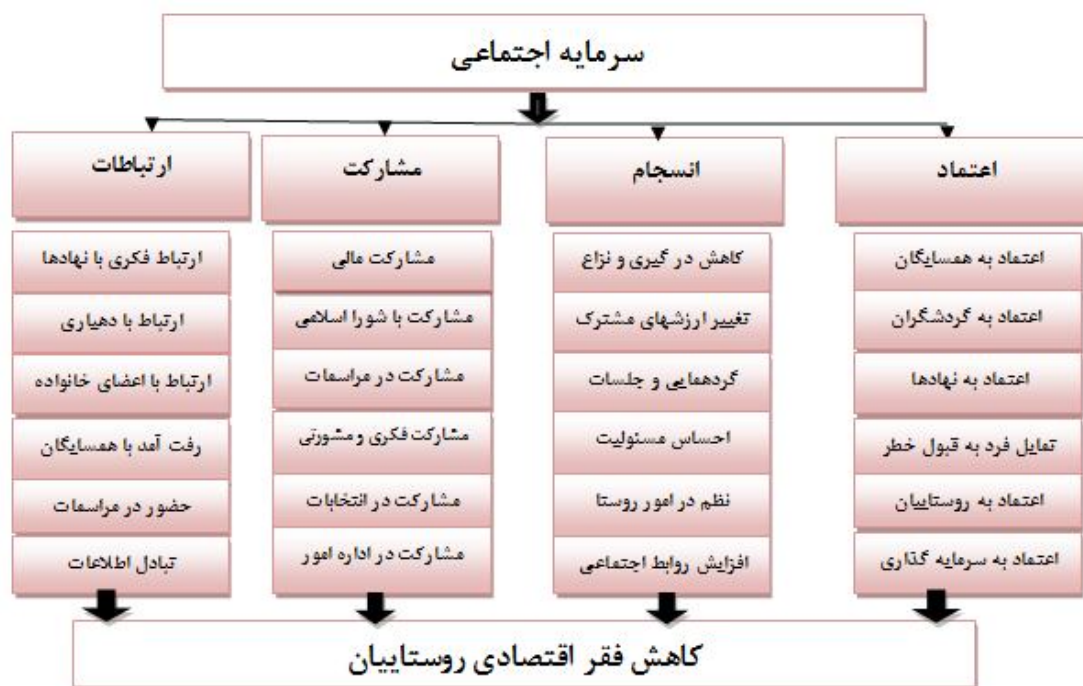 سرمایه اجتماعی
اعتماد
انسجام
مشارکت
ارتباطات
اعتماد به همسایگان
کاهش در گیری و نزاع
مشارکت مالی
ارتباط فکری با نهادها
اعتماد به گردشگران
تغییر ارزشهای مشترک
مشارکت با شورا اسلامی
ارتباط با دهیاری
اعتماد به نهادها
گردهمایی و جلسات
مشارکت در مراسمات
ارتباط با اعضای خانواده
تمایل فرد به قبول خطر
احساس مسئولیت
مشارکت فکری و مشورتی
رفت آمد با همسایگان
اعتماد به روستاییان
نظم در امور روستا
مشارکت در انتخابات
حضور در مراسمات
اعتماد به سرمایه گذاری
افزایش روابط اجتماعی
مشارکت در اداره امور
تبادل اطلاعات
کاهش فقر اقتصادی روستاییان